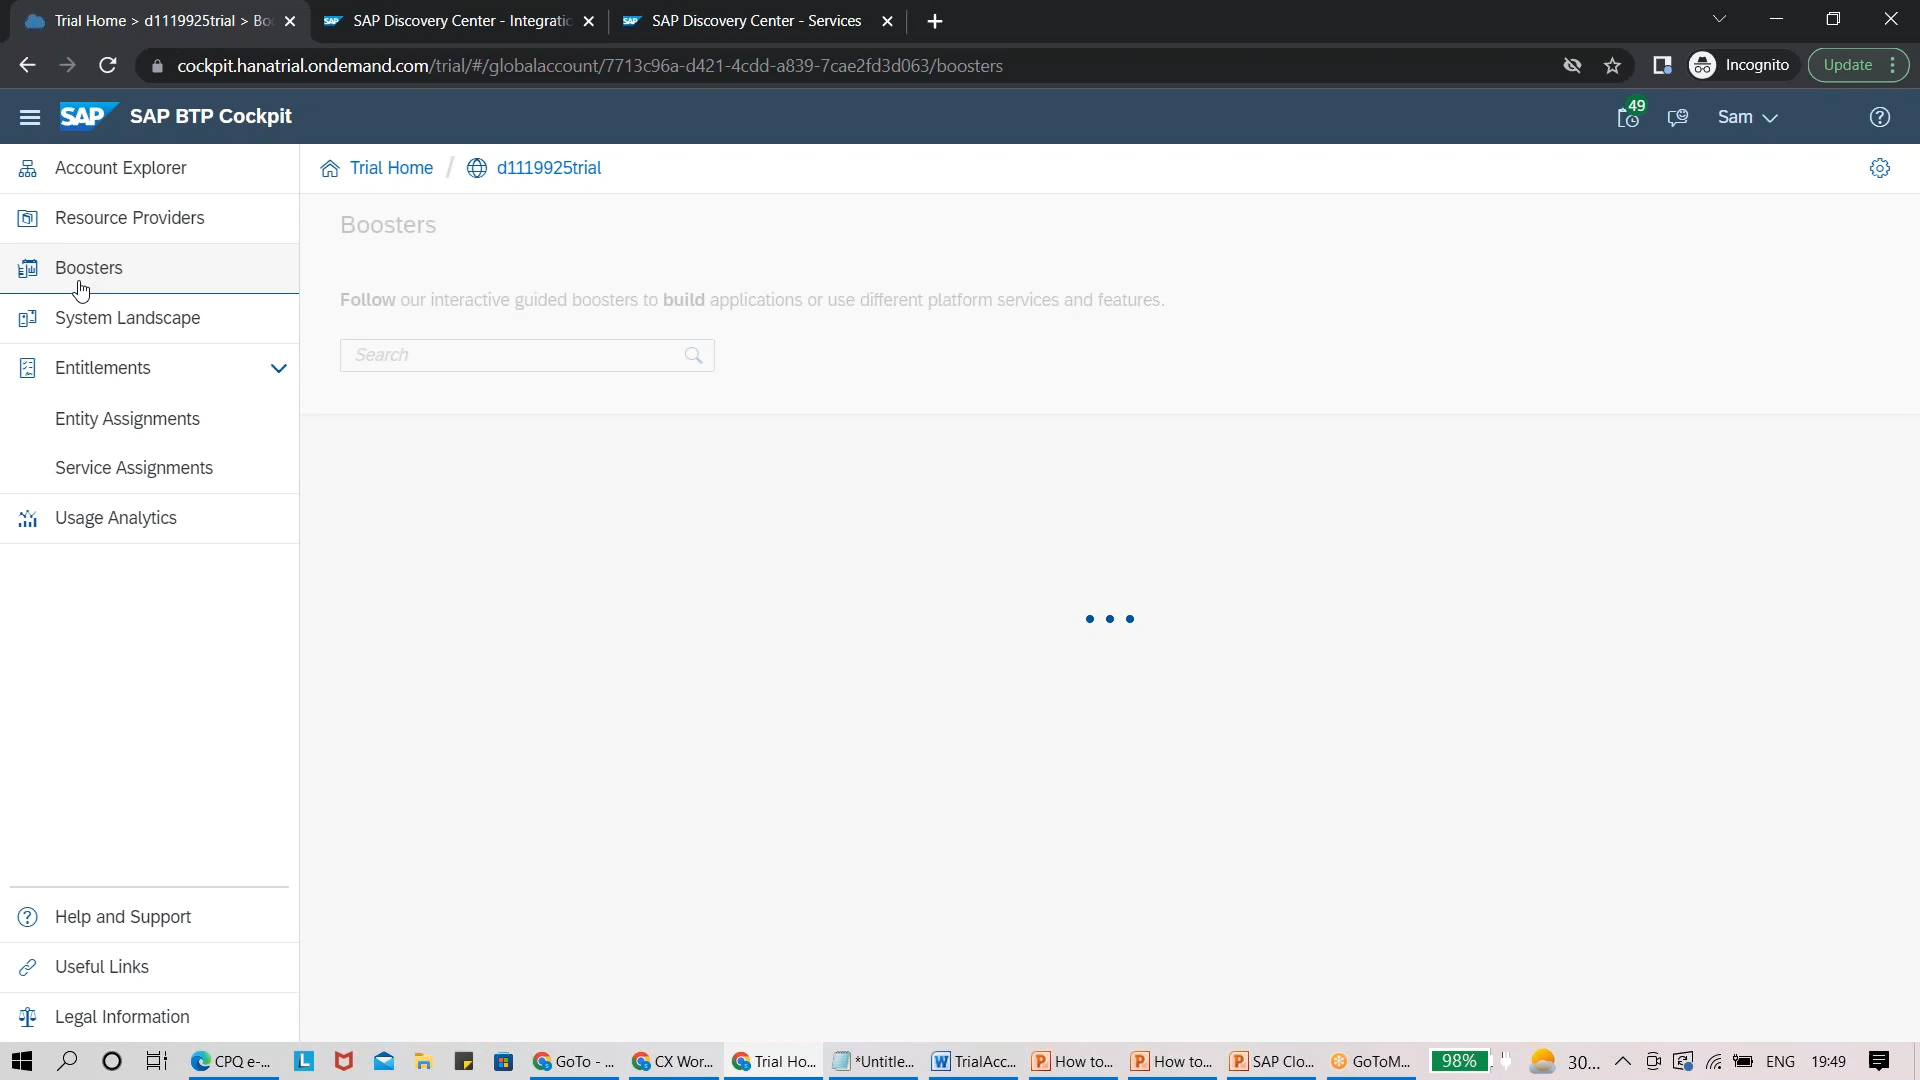 Trial Home > d1119925trial > Bo
SAP Discovery Center - Integratio
SAP Discovery Center - Services
cockpit.hanatrial.ondemand.com/trial/#/globalaccount/7713c96a-d421-4cdd-a839-7cae2fd3d063/boosters
Incognito
Update
SAP
SAP BTP Cockpit
49
Sam
Account Explorer
Resource Providers
Boosters
System Landscape
Entitlements
Entity Assignments
Service Assignments
Usage Analytics
Help and Support
Useful Links
Legal Information
Trial Home / d1119925trial
Boosters
Follow our interactive guided boosters to build applications or use different platform services and features.
Search
CPQ e-...
GoTo - ...
CX Wor...
Trial Ho...
*Untitle...
TrialAcc...
How to...
How to...
SAP Clo...
GoToM...
98%
30...
ENG
19:49